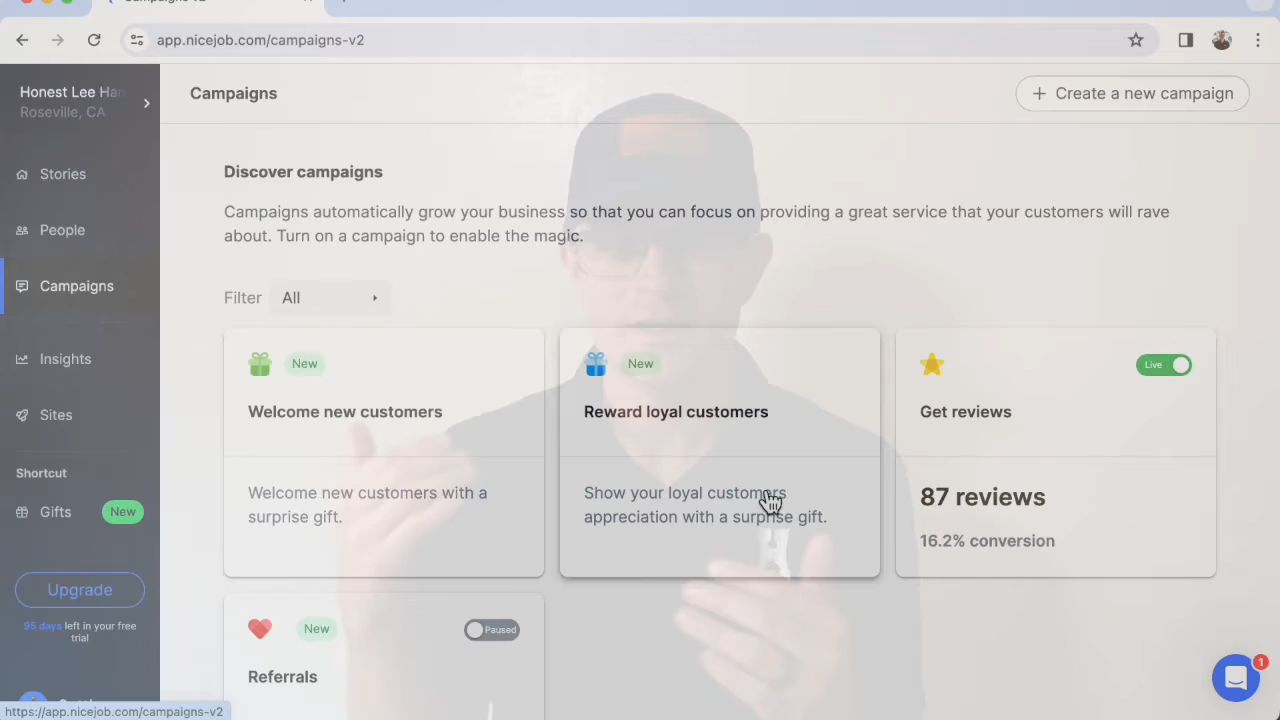 app.nicejob.com/campaigns-v2
Honest Lee Han
Roseville, CA
Campaigns
+ Create a new campaign
Stories
People
Campaigns
Insights
Sites
Shortcut
Gifts
New
Upgrade
95 days left in your free
trial
Discover campaigns
Campaigns automatically grow your business so that you can focus on providing a great service that your customers will rave
about. Turn on a campaign to enable the magic.
Filter All
New
Welcome new customers
Welcome new customers with a
surprise gift.
New
Reward loyal customers
Show your loyal customers
appreciation with a surprise gift.
Live
Get reviews
87 reviews
16.2% conversion
New
Paused
Referrals
1
https://app.nicejob.com/campaigns-v2